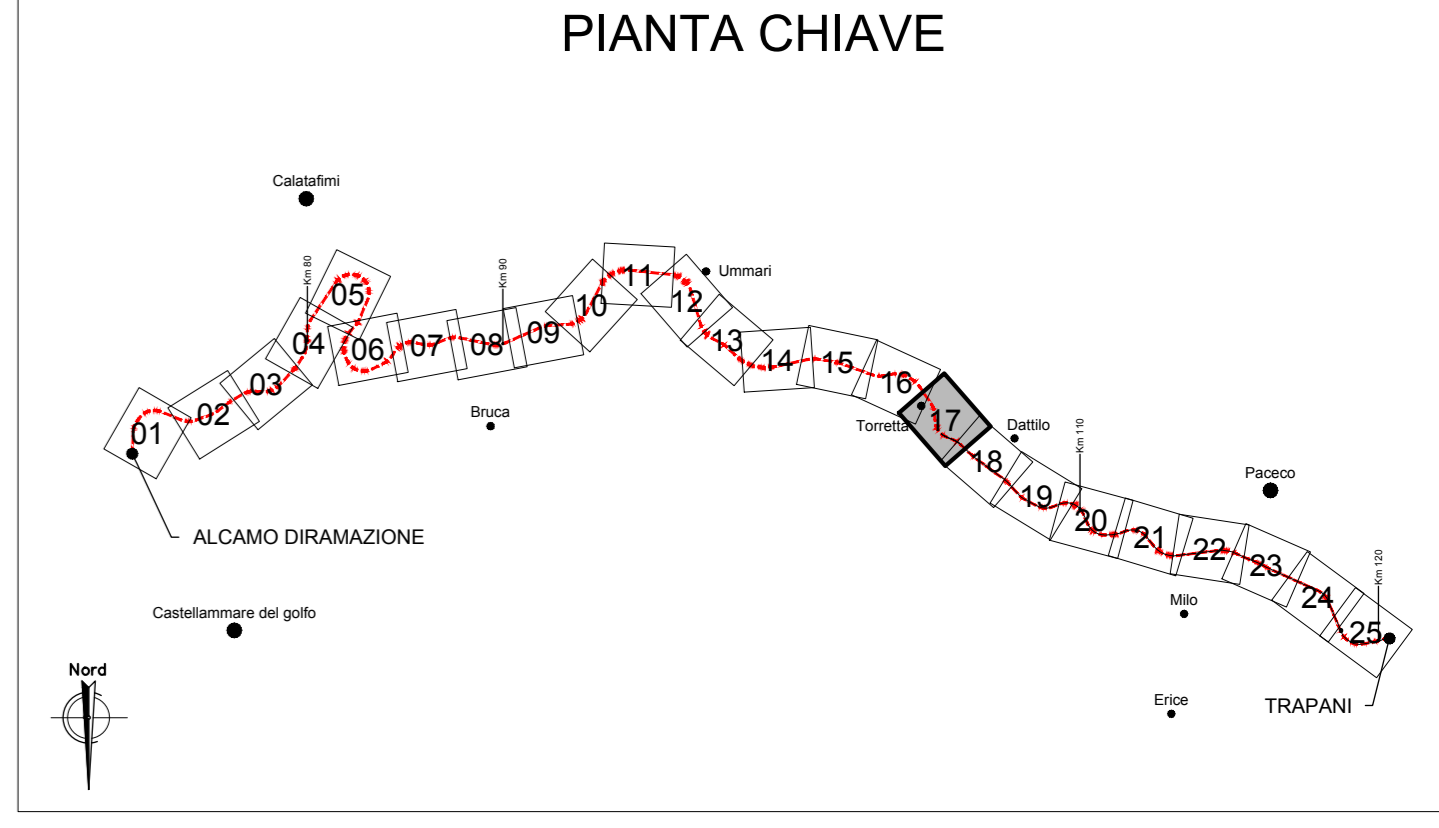 PIANTA CHIAVE
Calatafimi
Km 80
Km 90
Ummari
01
02
03
04
05
06
07
08
09
10
11
12
13
14
15
16
17
18
19
20
21
22
23
24
25
Bruca
Torretta
Dattilo
Km 110
Paceco
ALCAMO DIRAMAZIONE
Km 120
Castellammare del golfo
Milo
Nord
Erice
TRAPANI